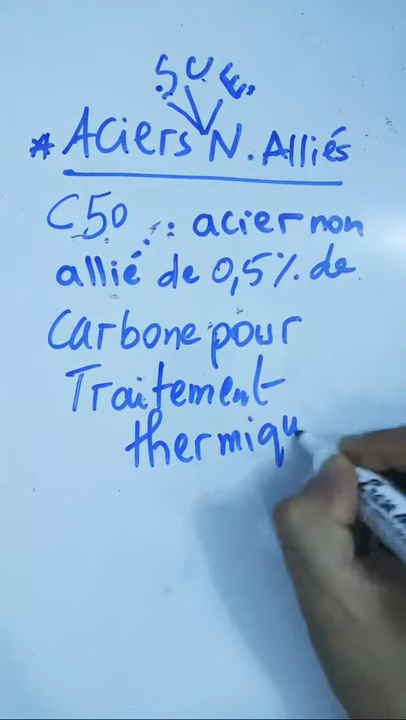 S U E.
* Aciers N. Alliés
C50 : acier non
allié de 0,5% de
Carbone pour
Traitement
thermiqu